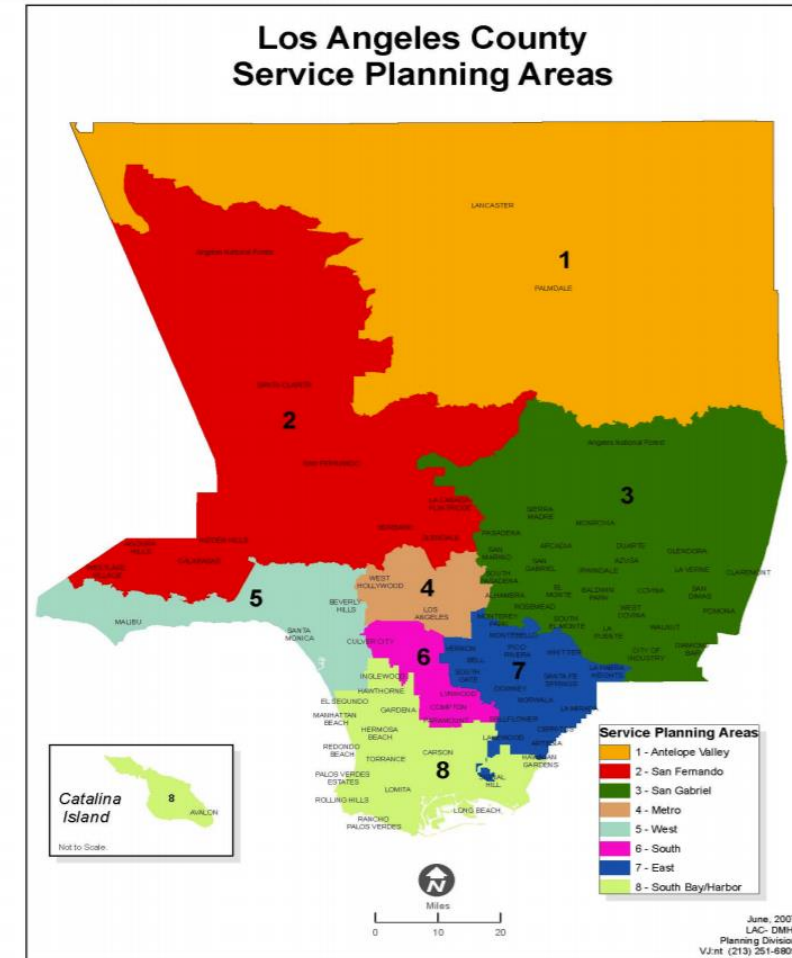 Los Angeles County
Service Planning Areas
LANCASTER
1
PALMDALE
Angeles National Forest
SANTA CLARITA
2
SAN FERNANDO
Angeles National Forest
3
LA CANADA
FLINTRIDGE
BURBANK
GLENDALE
HIDDEN HILLS
AGOURA
HILLS
CALABASAS
WESTLAKE
VILLAGE
SIERRA
MADRE
MONROVIA
PASADENA
SAN
MARINO
ARCADIA
DUARTE
GLENDORA
SAN
GABRIEL
IRWINDALE
AZUSA
LA VERNE
CLAREMONT
SOUTH
PASADENA
ALHAMBRA
EL
MONTE
BALDWIN
PARK
COVINA
SAN
DIMAS
ROSEMEAD
WEST
COVINA
POMONA
MONTEREY
PARK
SOUTH
EL MONTE
LA
PUENTE
WALNUT
CITY OF
INDUSTRY
DIAMOND
BAR
WEST
HOLLYWOOD
4
LOS
ANGELES
5
BEVERLY
HILLS
MALIBU
SANTA
MONICA
3
CULVER CITY
6
INGLEWOOD
LYNWOOD
COMPTON
PARAMOUNT
MONTEBELLO
VERNON
PICO
RIVERA
WHITTIER
BELL
7
SOUTH
GATE
LA HABRA
HEIGHTS
SANTA FE
SPRINGS
DOWNEY
NORWALK
LA MIRADA
BELLFLOWER
CERRITOS
LAKEWOOD
ARTESIA
HAWAIIAN
GARDENS
HAWTHORNE
EL SEGUNDO
GARDENA
MANHATTAN
BEACH
HERMOSA
BEACH
REDONDO
BEACH
TORRANCE
CARSON
8
PALOS VERDES
ESTATES
LOMITA
SIGNAL
HILL
ROLLING HILLS
LONG BEACH
RANCHO
PALOS VERDES
Catalina
Island
8
AVALON
Not to Scale.
Service Planning Areas
1 - Antelope Valley
2 - San Fernando
3 - San Gabriel
4 - Metro
5 - West
6 - South
7 - East
8 - South Bay/Harbor
N
Miles
0 10 20
June, 2007
LAC- DMH
Planning Division